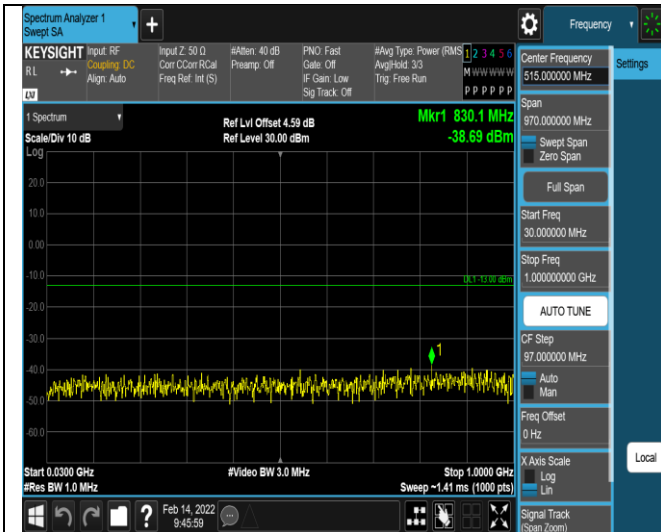 Spectrum Analyzer 1
Swept SA
+
Frequency
KEYSIGHT
R L
LXI
Input: RF
Coupling: DC
Align: Auto
Input Z: 50 Ω
Corr CCorr RCal
Freq Ref: Int (S)
#Atten: 40 dB
Preamp: Off
PNO: Fast
Gate: Off
IF Gain: Low
Sig Track: Off
#Avg Type: Power (RMS
Avg|Hold: 3/3
Trig: Free Run
1 2 3 4 5 6
M W W W W W
P P P P P P
1 Spectrum
Scale/Div 10 dB
Log
Ref Lvl Offset 4.59 dB
Ref Level 30.00 dBm
Mkr1 830.1 MHz
-38.69 dBm
20.0
10.0
0.00
-10.0
DL1 -13.00 dBm
-20.0
-30.0
1
-40.0
-50.0
-60.0
Start 0.0300 GHz
#Res BW 1.0 MHz
#Video BW 3.0 MHz
Stop 1.0000 GHz
Sweep ~1.41 ms (1000 pts)
?
Feb 14, 2022
9:45:59
Center Frequency
515.000000 MHz
Span
970.000000 MHz
Swept Span
Zero Span
Full Span
Start Freq
30.000000 MHz
Stop Freq
1.000000000 GHz
AUTO TUNE
CF Step
97.000000 MHz
Auto
Man
Freq Offset
0 Hz
X Axis Scale
Log
Lin
Signal Track
(Span Zoom)
Settings
Local